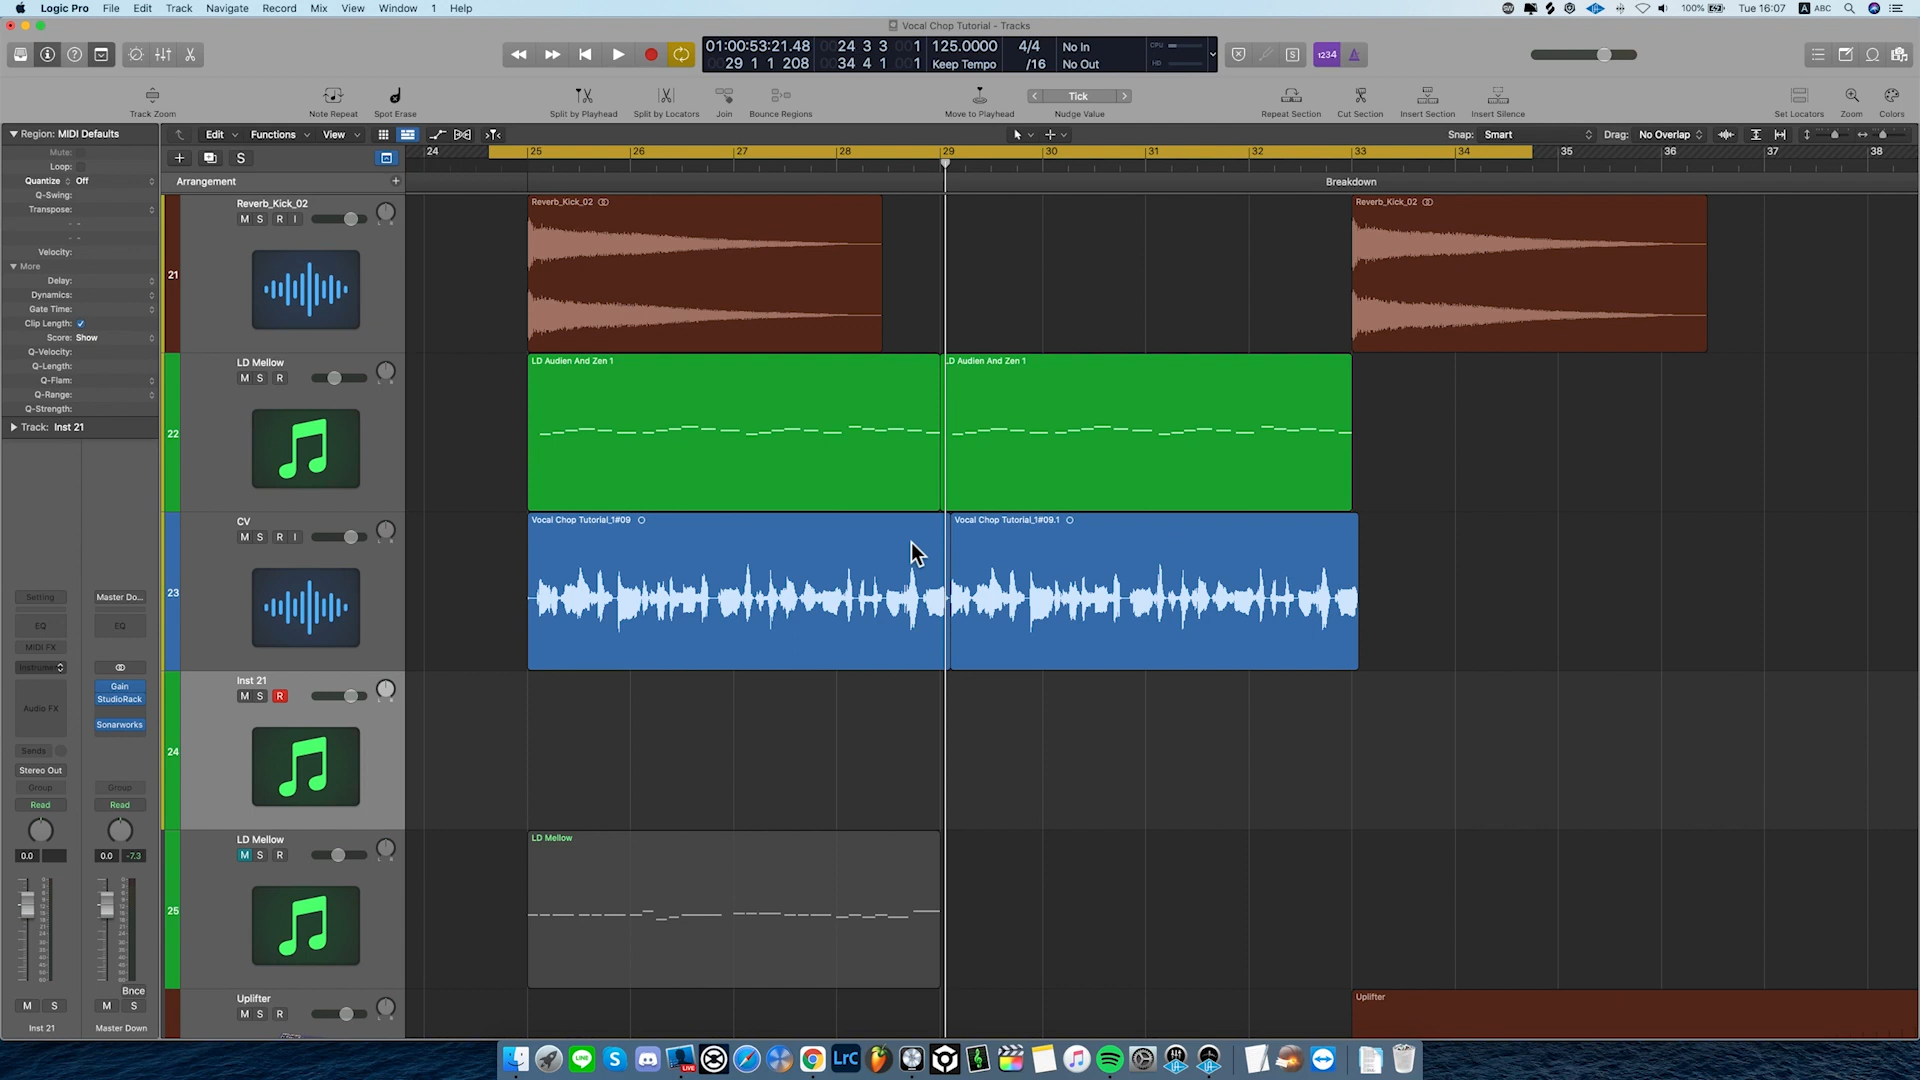 Logic Pro File Edit Track Navigate Record Mix View Window 1 Help
100% Tue 16:07 A ABC
Vocal Chop Tutorial - Tracks
01:00:53:21.48 0024 3 3 001 125.0000 4/4 No In CPU
0029 1 1 208 0034 4 1 001 Keep Tempo /16 No Out HD
1234
S
Tick
Track Zoom Note Repeat Spot Erase Split by Playhead Split by Locators Join Bounce Regions Move to Playhead Nudge Value Repeat Section Cut Section Insert Section Insert Silence Set Locators Zoom Colors
Region: MIDI Defaults
Edit Functions View Snap: Smart Drag: No Overlap
Mute:
Loop:
Quantize Off
Q-Swing:
Transpose:
Velocity:
More
Delay:
Dynamics:
Gate Time:
Clip Length:
Score: Show
Q-Velocity:
Q-Length:
Q-Flam:
Q-Range:
Q-Strength:
Track: Inst 21
24 25 26 27 28 29 30 31 32 33 34 35 36 37 38
S
Arrangement
Breakdown
21
Reverb_Kick_02
M S R I
Reverb_Kick_02
Reverb_Kick_02
22
LD Mellow
M S R
LD Audien And Zen 1
LD Audien And Zen 1
23
CV
M S R I
Vocal Chop Tutorial_1#09
Vocal Chop Tutorial_1#09.1
24
Inst 21
M S R
25
LD Mellow
M S R
LD Mellow
Uplifter
M S R
Uplifter
Setting Master Do...
EQ EQ
MIDI FX
Instrument
Gain
StudioRack
Audio FX
Sonarworks
Sends
Stereo Out
Group Group
Read Read
0.0 0.0 -7.3
Bnce
M S M S
Inst 21 Master Down
LIVE
LrC